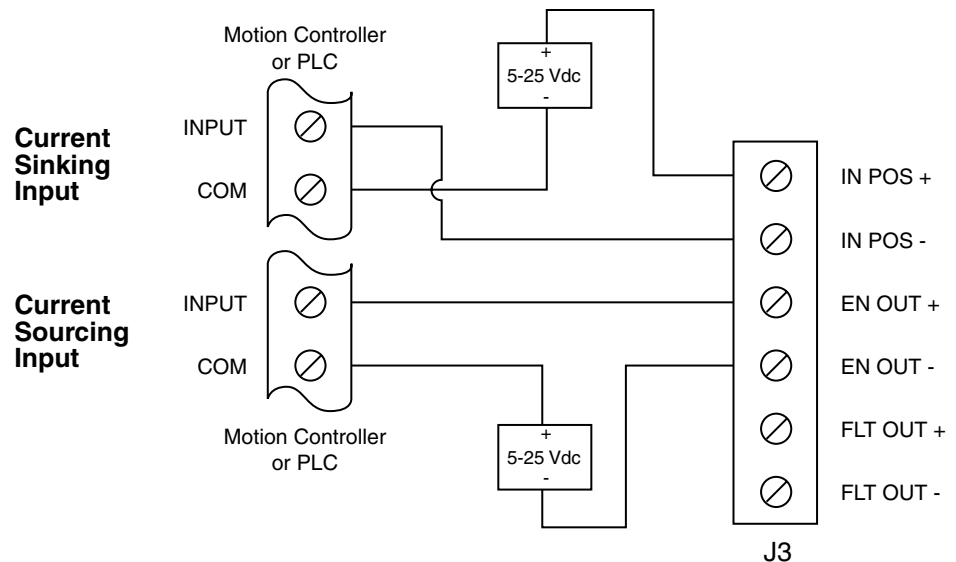 Motion Controller
or PLC
+
5-25 Vdc
-
Current
Sinking
Input
INPUT
COM
IN POS +
IN POS -
Current
Sourcing
Input
INPUT
COM
EN OUT +
EN OUT -
FLT OUT +
FLT OUT -
Motion Controller
or PLC
+
5-25 Vdc
-
J3